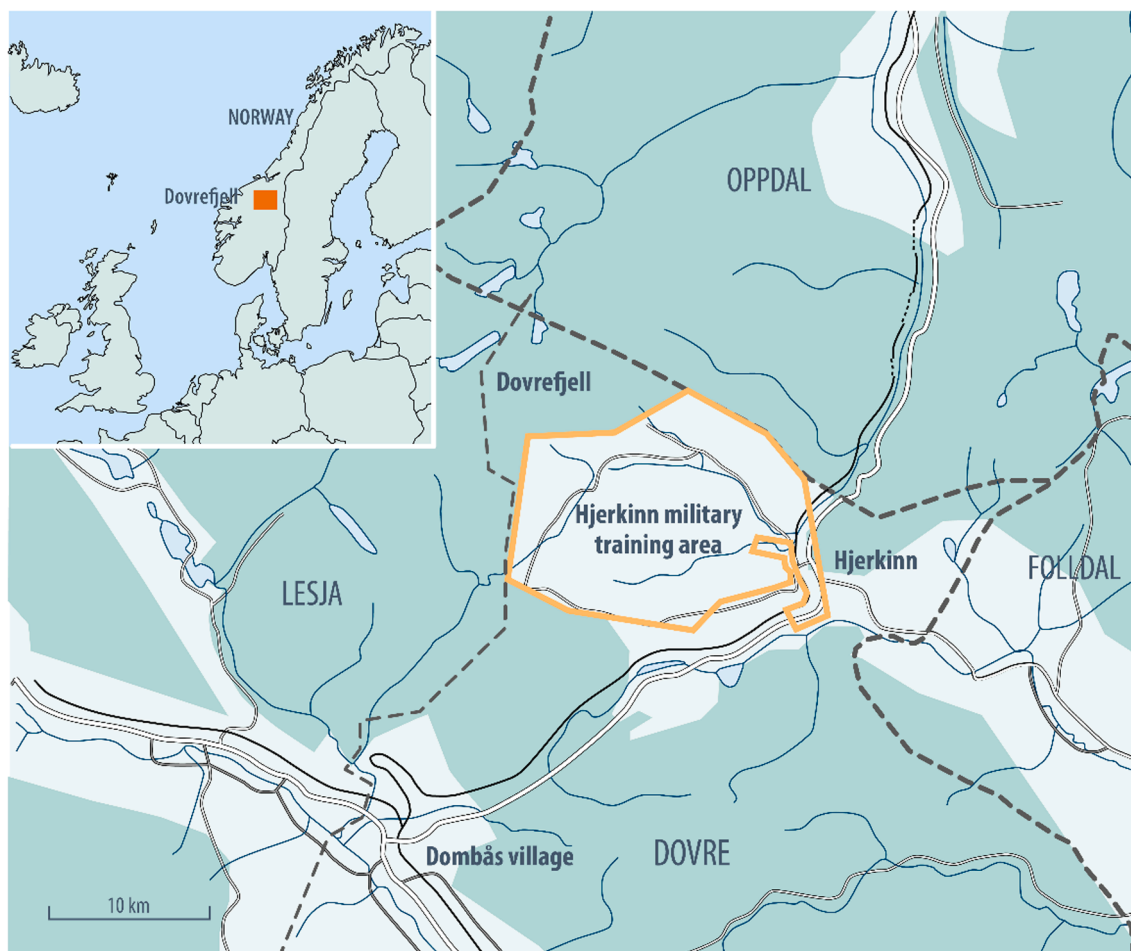 NORWAY
Dovrefjell
OPPDAL
Dovrefjell
Hjerkinn military
training area
Hjerkinn
FOLLDAL
LESJA
Dombås village
DOVRE
10 km